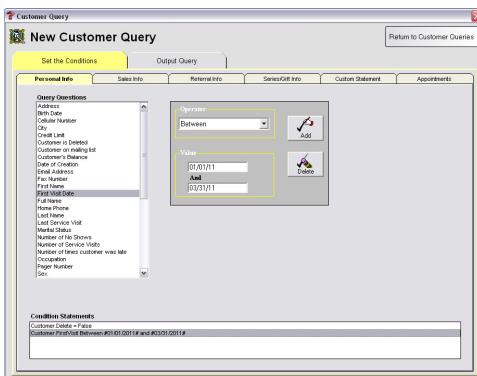 Customer Query
New Customer Query
Return to Customer Queries
Set the Conditions
Output Query
Personal Info
Sales Info
Referral Info
Series/Gift Info
Custom Statement
Appointments
Query Questions
Address
Birth Date
Cellular Number
City
Credit Limit
Customer is Deleted
Customer on mailing list
Customer's Balance
Date of Creation
Email Address
Fax Number
First Name
First Visit Date
Full Name
Home Phone
Last Name
Last Service Visit
Marital Status
Number of No Shows
Number of Service Visits
Number of times customer was late
Occupation
Pager Number
Sex
Operator
Between
Add
Value
01/01/11
And
03/31/11
Delete
Condition Statements
Customer.Delete = False
Customer.FirstVisit Between #01/01/2011# and #03/31/2011#